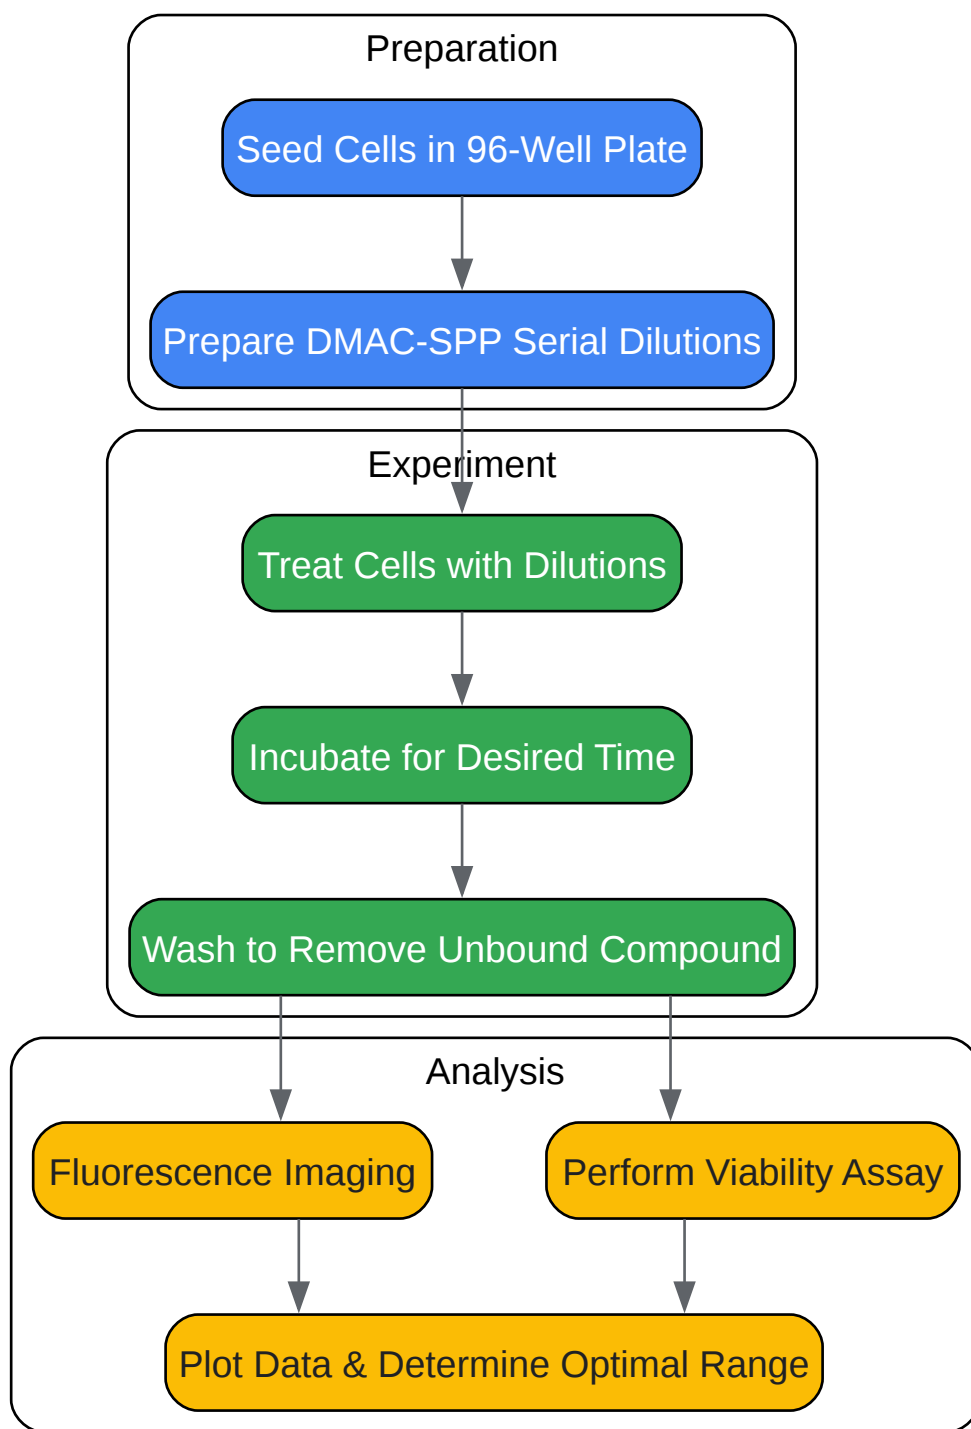 Preparation
Seed Cells in 96-Well Plate
Prepare DMAC-SPP Serial Dilutions
Experiment
Treat Cells with Dilutions
Incubate for Desired Time
Wash to Remove Unbound Compound
Analysis
Fluorescence Imaging
Perform Viability Assay
Plot Data & Determine Optimal Range